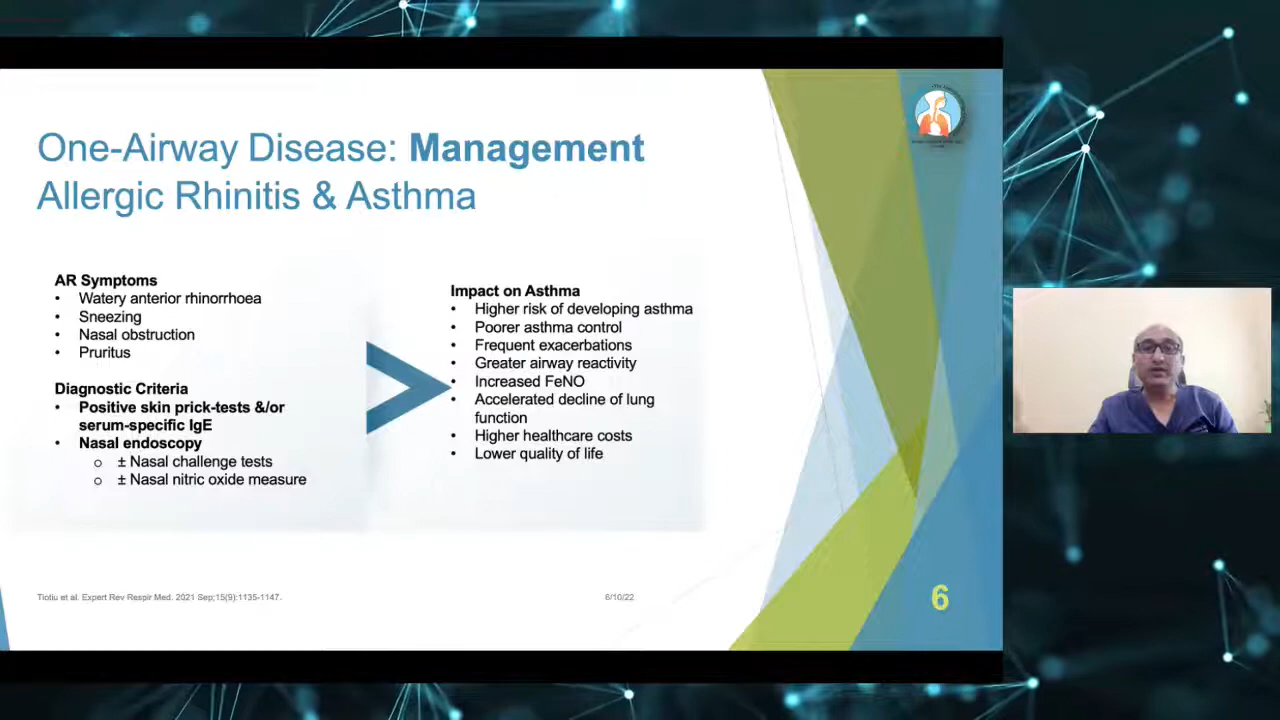 One-Airway Disease: Management
Allergic Rhinitis & Asthma
AR Symptoms
• Watery anterior rhinorrhoea
• Sneezing
• Nasal obstruction
• Pruritus
Diagnostic Criteria
• Positive skin prick-tests &/or
serum-specific IgE
• Nasal endoscopy
o ± Nasal challenge tests
o ± Nasal nitric oxide measure
Impact on Asthma
• Higher risk of developing asthma
• Poorer asthma control
• Frequent exacerbations
• Greater airway reactivity
• Increased FeNO
• Accelerated decline of lung
function
• Higher healthcare costs
• Lower quality of life
Tiotiu et al. Expert Rev Respir Med. 2021 Sep;15(9):1135-1147.
6/10/22
6